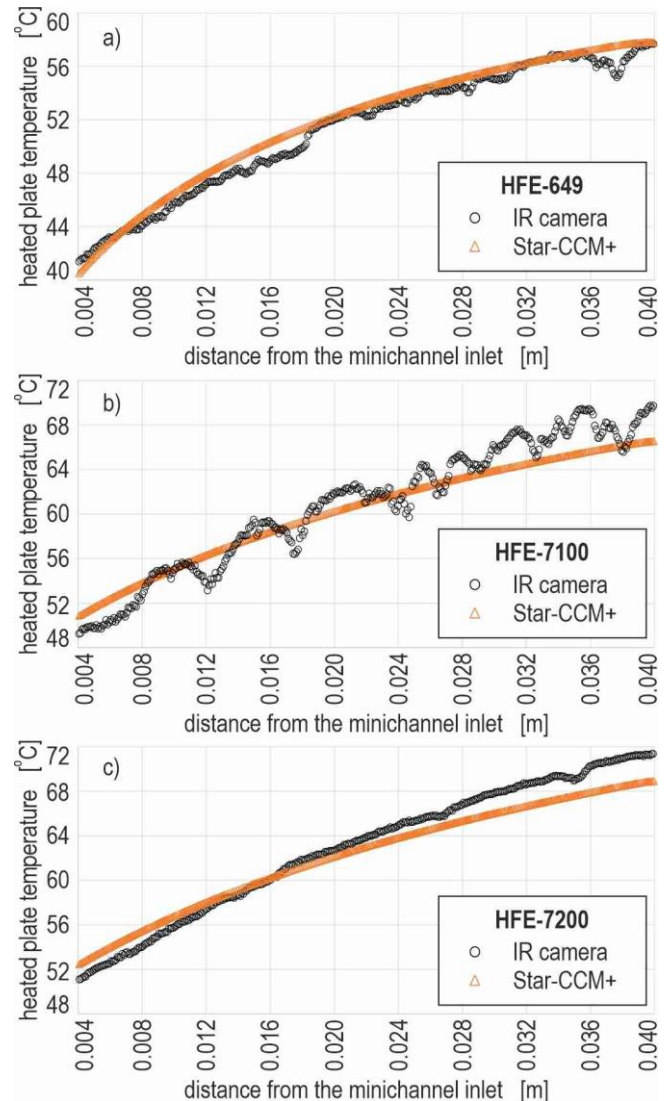 heated plate temperature [°C]
60
56
52
48
44
40
a)
HFE-649
IR camera
Star-CCM+
0.004
0.008
0.012
0.016
0.020
0.024
0.028
0.032
0.036
0.040
distance from the minichannel inlet [m]
heated plate temperature [°C]
72
68
64
60
56
52
48
b)
HFE-7100
IR camera
Star-CCM+
0.004
0.008
0.012
0.016
0.020
0.024
0.028
0.032
0.036
0.040
distance from the minichannel inlet [m]
heated plate temperature [°C]
72
68
64
60
56
52
48
c)
HFE-7200
IR camera
Star-CCM+
0.004
0.008
0.012
0.016
0.020
0.024
0.028
0.032
0.036
0.040
distance from the minichannel inlet [m]